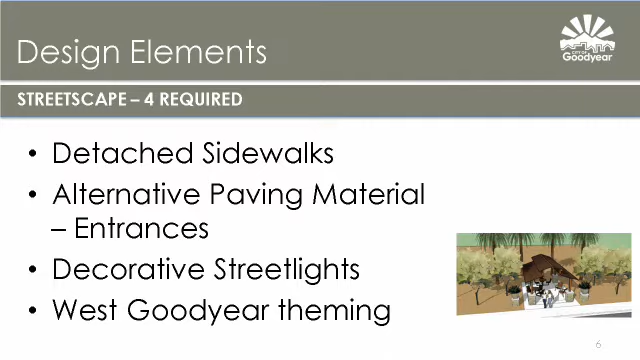 Design Elements
CITY OF
Goodyear
STREETSCAPE – 4 REQUIRED
• Detached Sidewalks
• Alternative Paving Material
– Entrances
• Decorative Streetlights
• West Goodyear theming
6